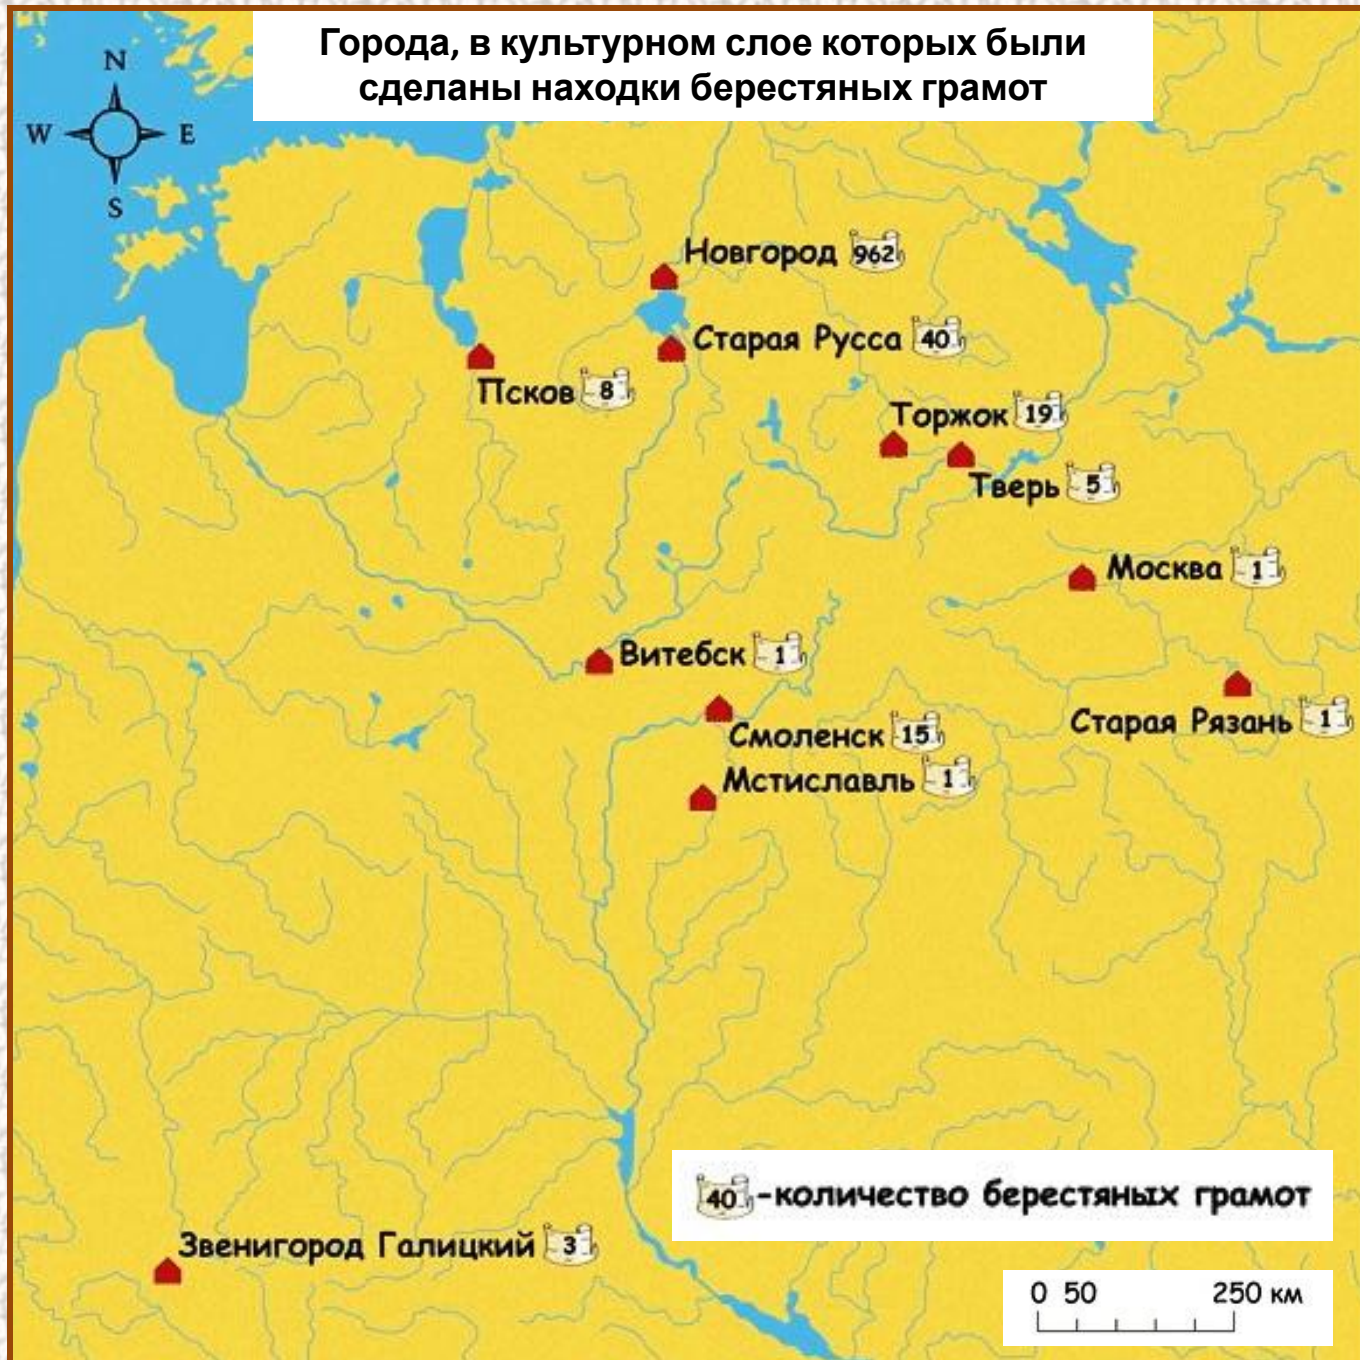 Города, в культурном слое которых были
сделаны находки берестяных грамот
N
W E
S
Новгород 962
Старая Русса 40
Псков 8
Торжок 19
Тверь 5
Москва 1
Витебск 1
Старая Рязань 1
Смоленск 15
Мстиславль 1
40 -количество берестяных грамот
Звенигород Галицкий 3
0 50 250 км